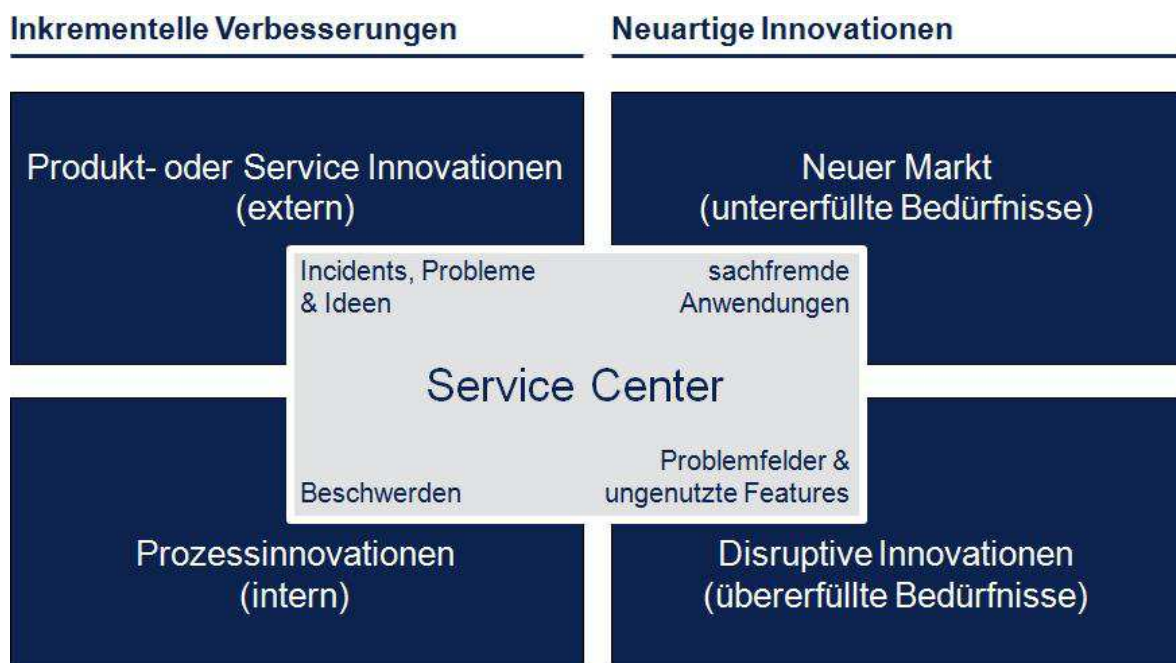 Inkrementelle Verbesserungen
Neuartige Innovationen
Produkt- oder Service Innovationen
(extern)
Neuer Markt
(untererfüllte Bedürfnisse)
Incidents, Probleme
& Ideen
sachfremde
Anwendungen
Service Center
Beschwerden
Problemfelder &
ungenutzte Features
Prozessinnovationen
(intern)
Disruptive Innovationen
(übererfüllte Bedürfnisse)